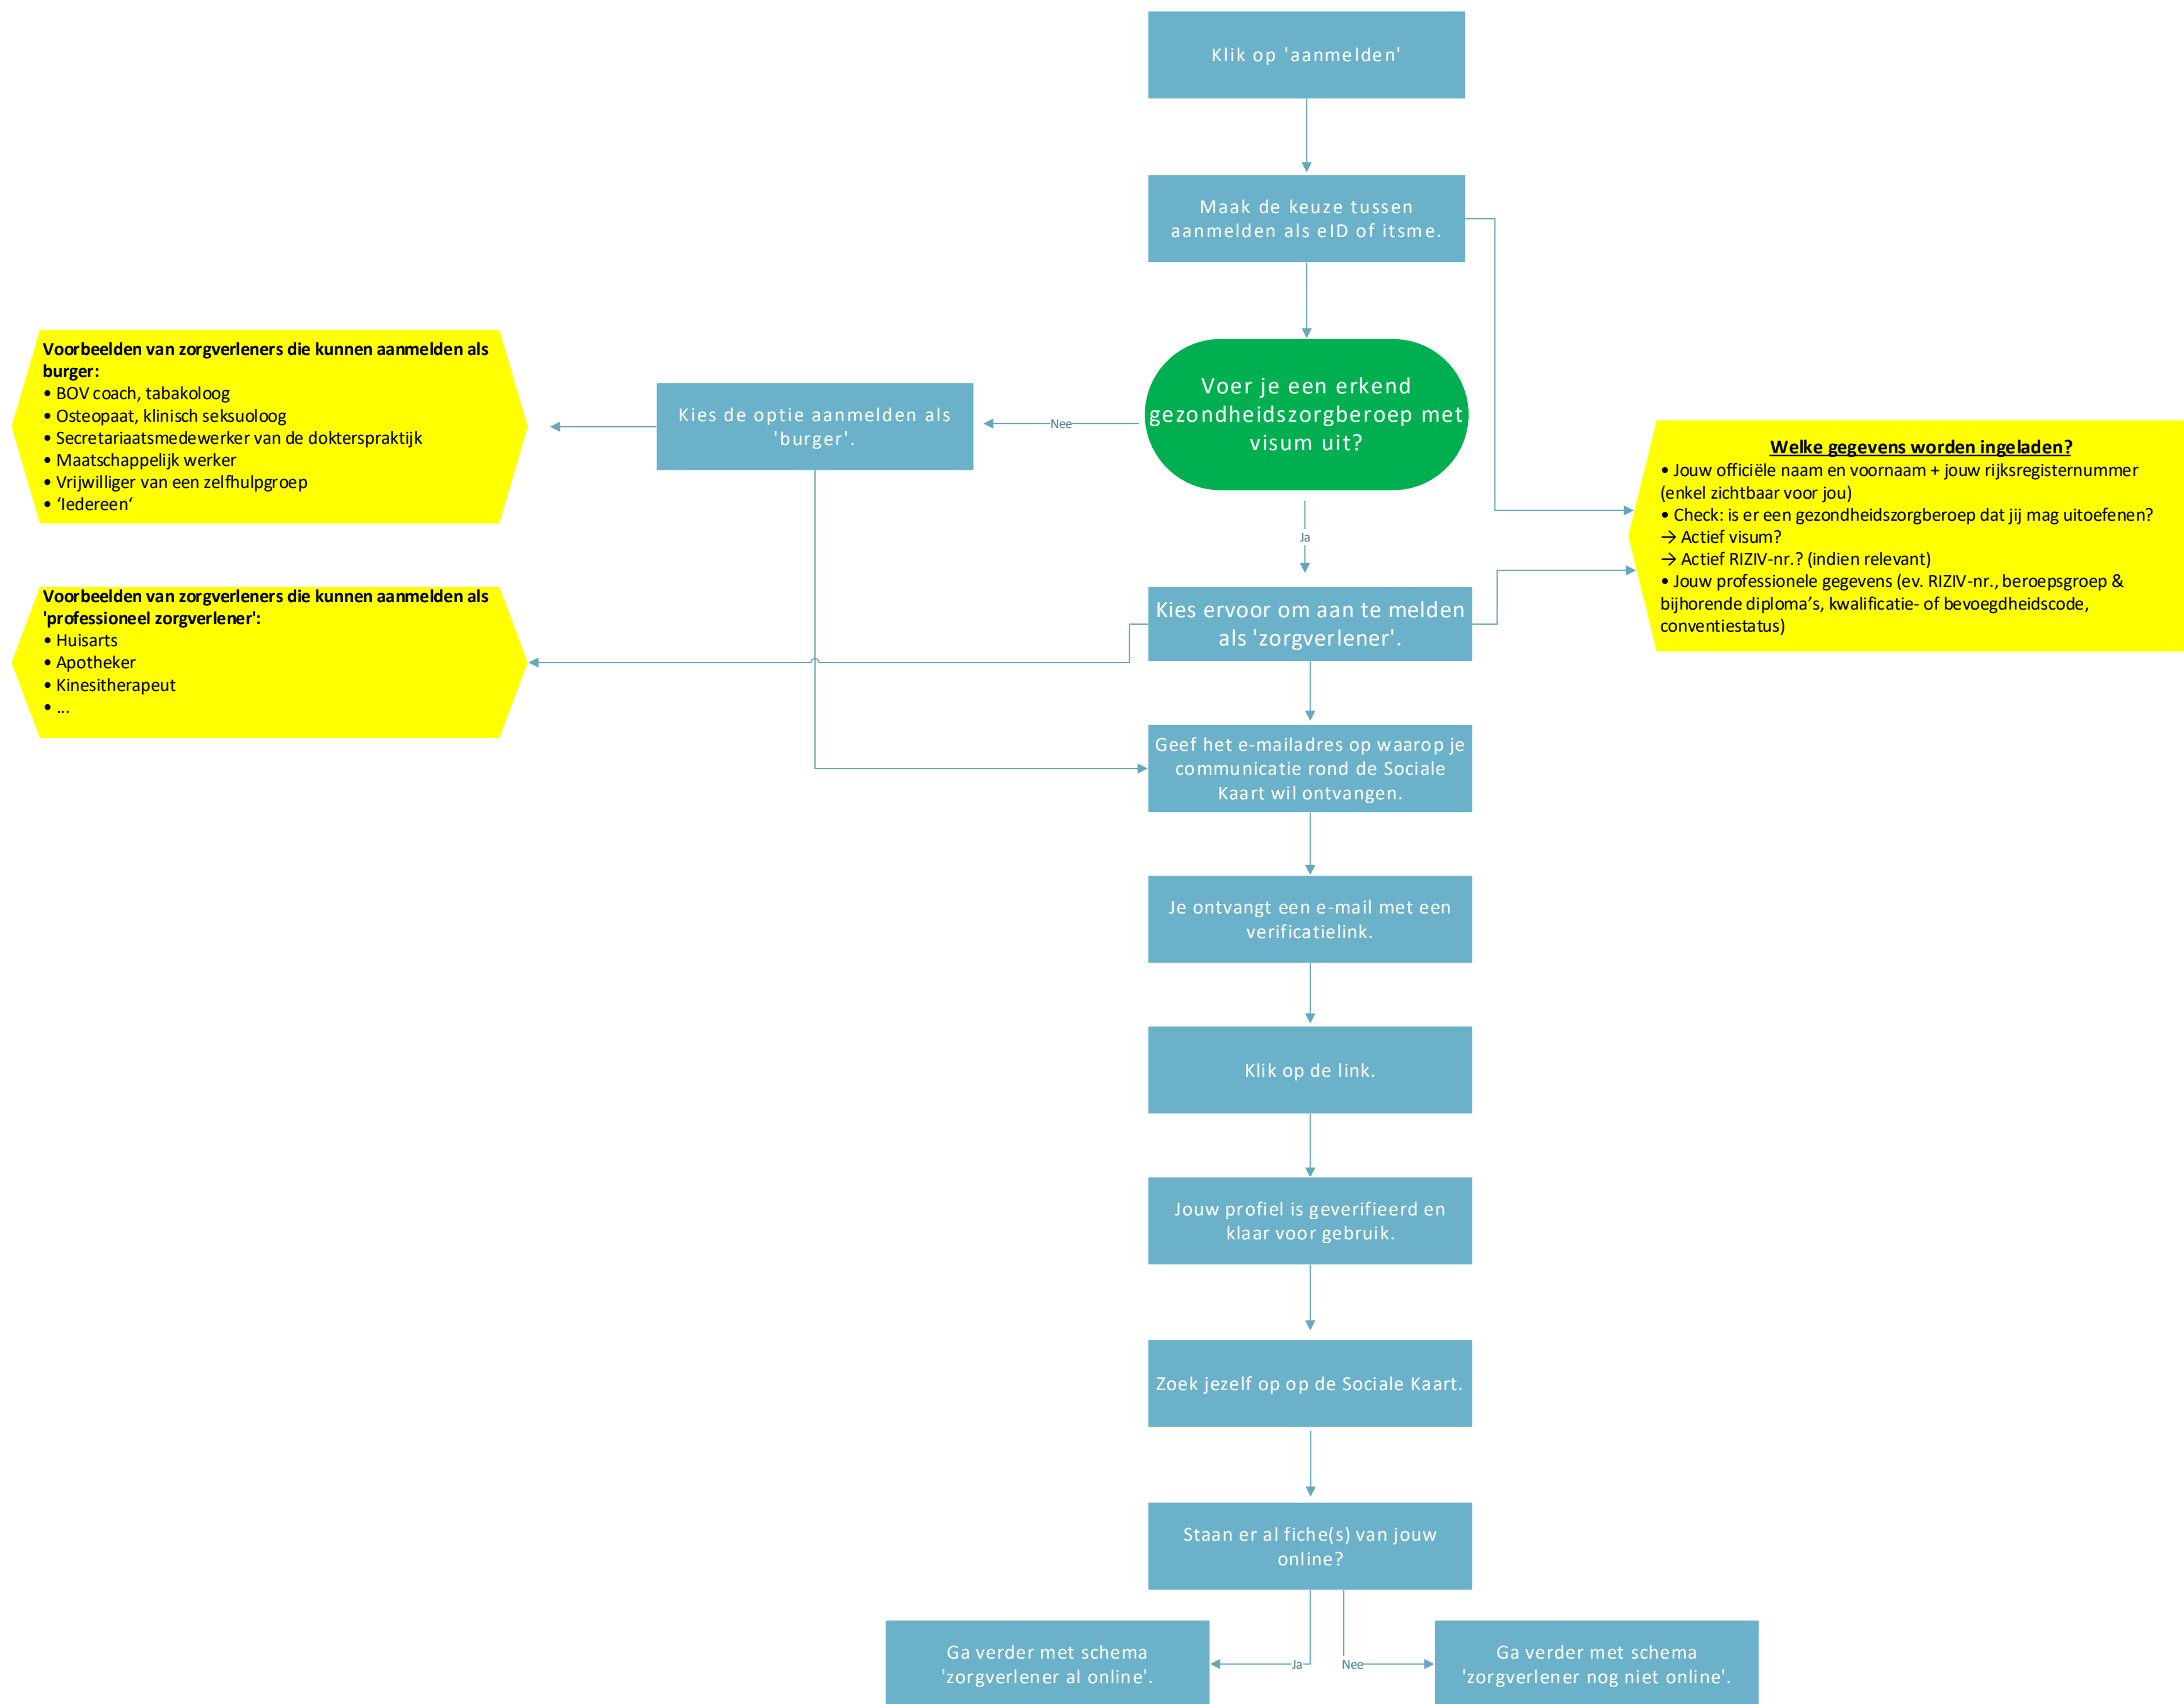 Klik op 'aanmelden'
Maak de keuze tussen
aanmelden als eID of itsme.
Voorbeelden van zorgverleners die kunnen aanmelden als
burger:
• BOV coach, tabakoloog
• Osteopaat, klinisch seksuoloog
• Secretariaatsmedewerker van de dokterspraktijk
• Maatschappelijk werker
• Vrijwilliger van een zelfhulpgroep
• ‘Iedereen‘
Kies de optie aanmelden als
'burger'.
Nee
Voer je een erkend
gezondheidszorgberoep met
visum uit?
Welke gegevens worden ingeladen?
• Jouw officiële naam en voornaam + jouw rijksregisternummer
(enkel zichtbaar voor jou)
• Check: is er een gezondheidszorgberoep dat jij mag uitoefenen?
→ Actief visum?
→ Actief RIZIV-nr.? (indien relevant)
• Jouw professionele gegevens (ev. RIZIV-nr., beroepsgroep &
bijhorende diploma’s, kwalificatie- of bevoegdheidscode,
conventiestatus)
Ja
Voorbeelden van zorgverleners die kunnen aanmelden als
'professioneel zorgverlener':
• Huisarts
• Apotheker
• Kinesitherapeut
• ...
Kies ervoor om aan te melden
als 'zorgverlener'.
Geef het e-mailadres op waarop je
communicatie rond de Sociale
Kaart wil ontvangen.
Je ontvangt een e-mail met een
verificatielink.
Klik op de link.
Jouw profiel is geverifieerd en
klaar voor gebruik.
Zoek jezelf op op de Sociale Kaart.
Staan er al fiche(s) van jouw
online?
Ga verder met schema
'zorgverlener al online'.
Ja
Nee
Ga verder met schema
'zorgverlener nog niet online'.